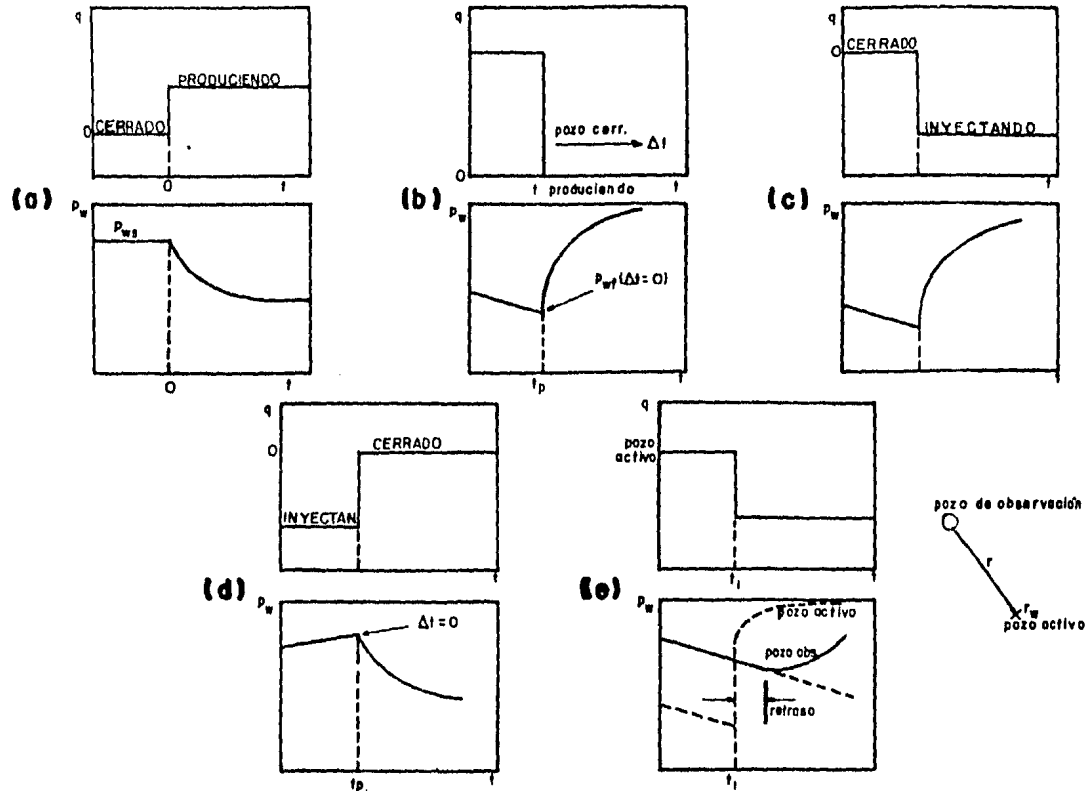 (a)
q
PRODUCIENDO
0 CERRADO
0 t
p_w
p_ws
0 t
(b)
q
pozo cerr.
Δt
0
t produciendo t
p_w
p_wf (Δt = 0)
t_p t
(c)
q
0 CERRADO
INYECTANDO
t
p_w
t
(d)
q
0 CERRADO
INYECTAN
t
p_w
Δt = 0
t_p. t
(e)
q
pozo
activo
t_1 t
p_w
pozo activo
pozo obs.
retraso
t_1 t
pozo de observación
r
r_w
pozo activo